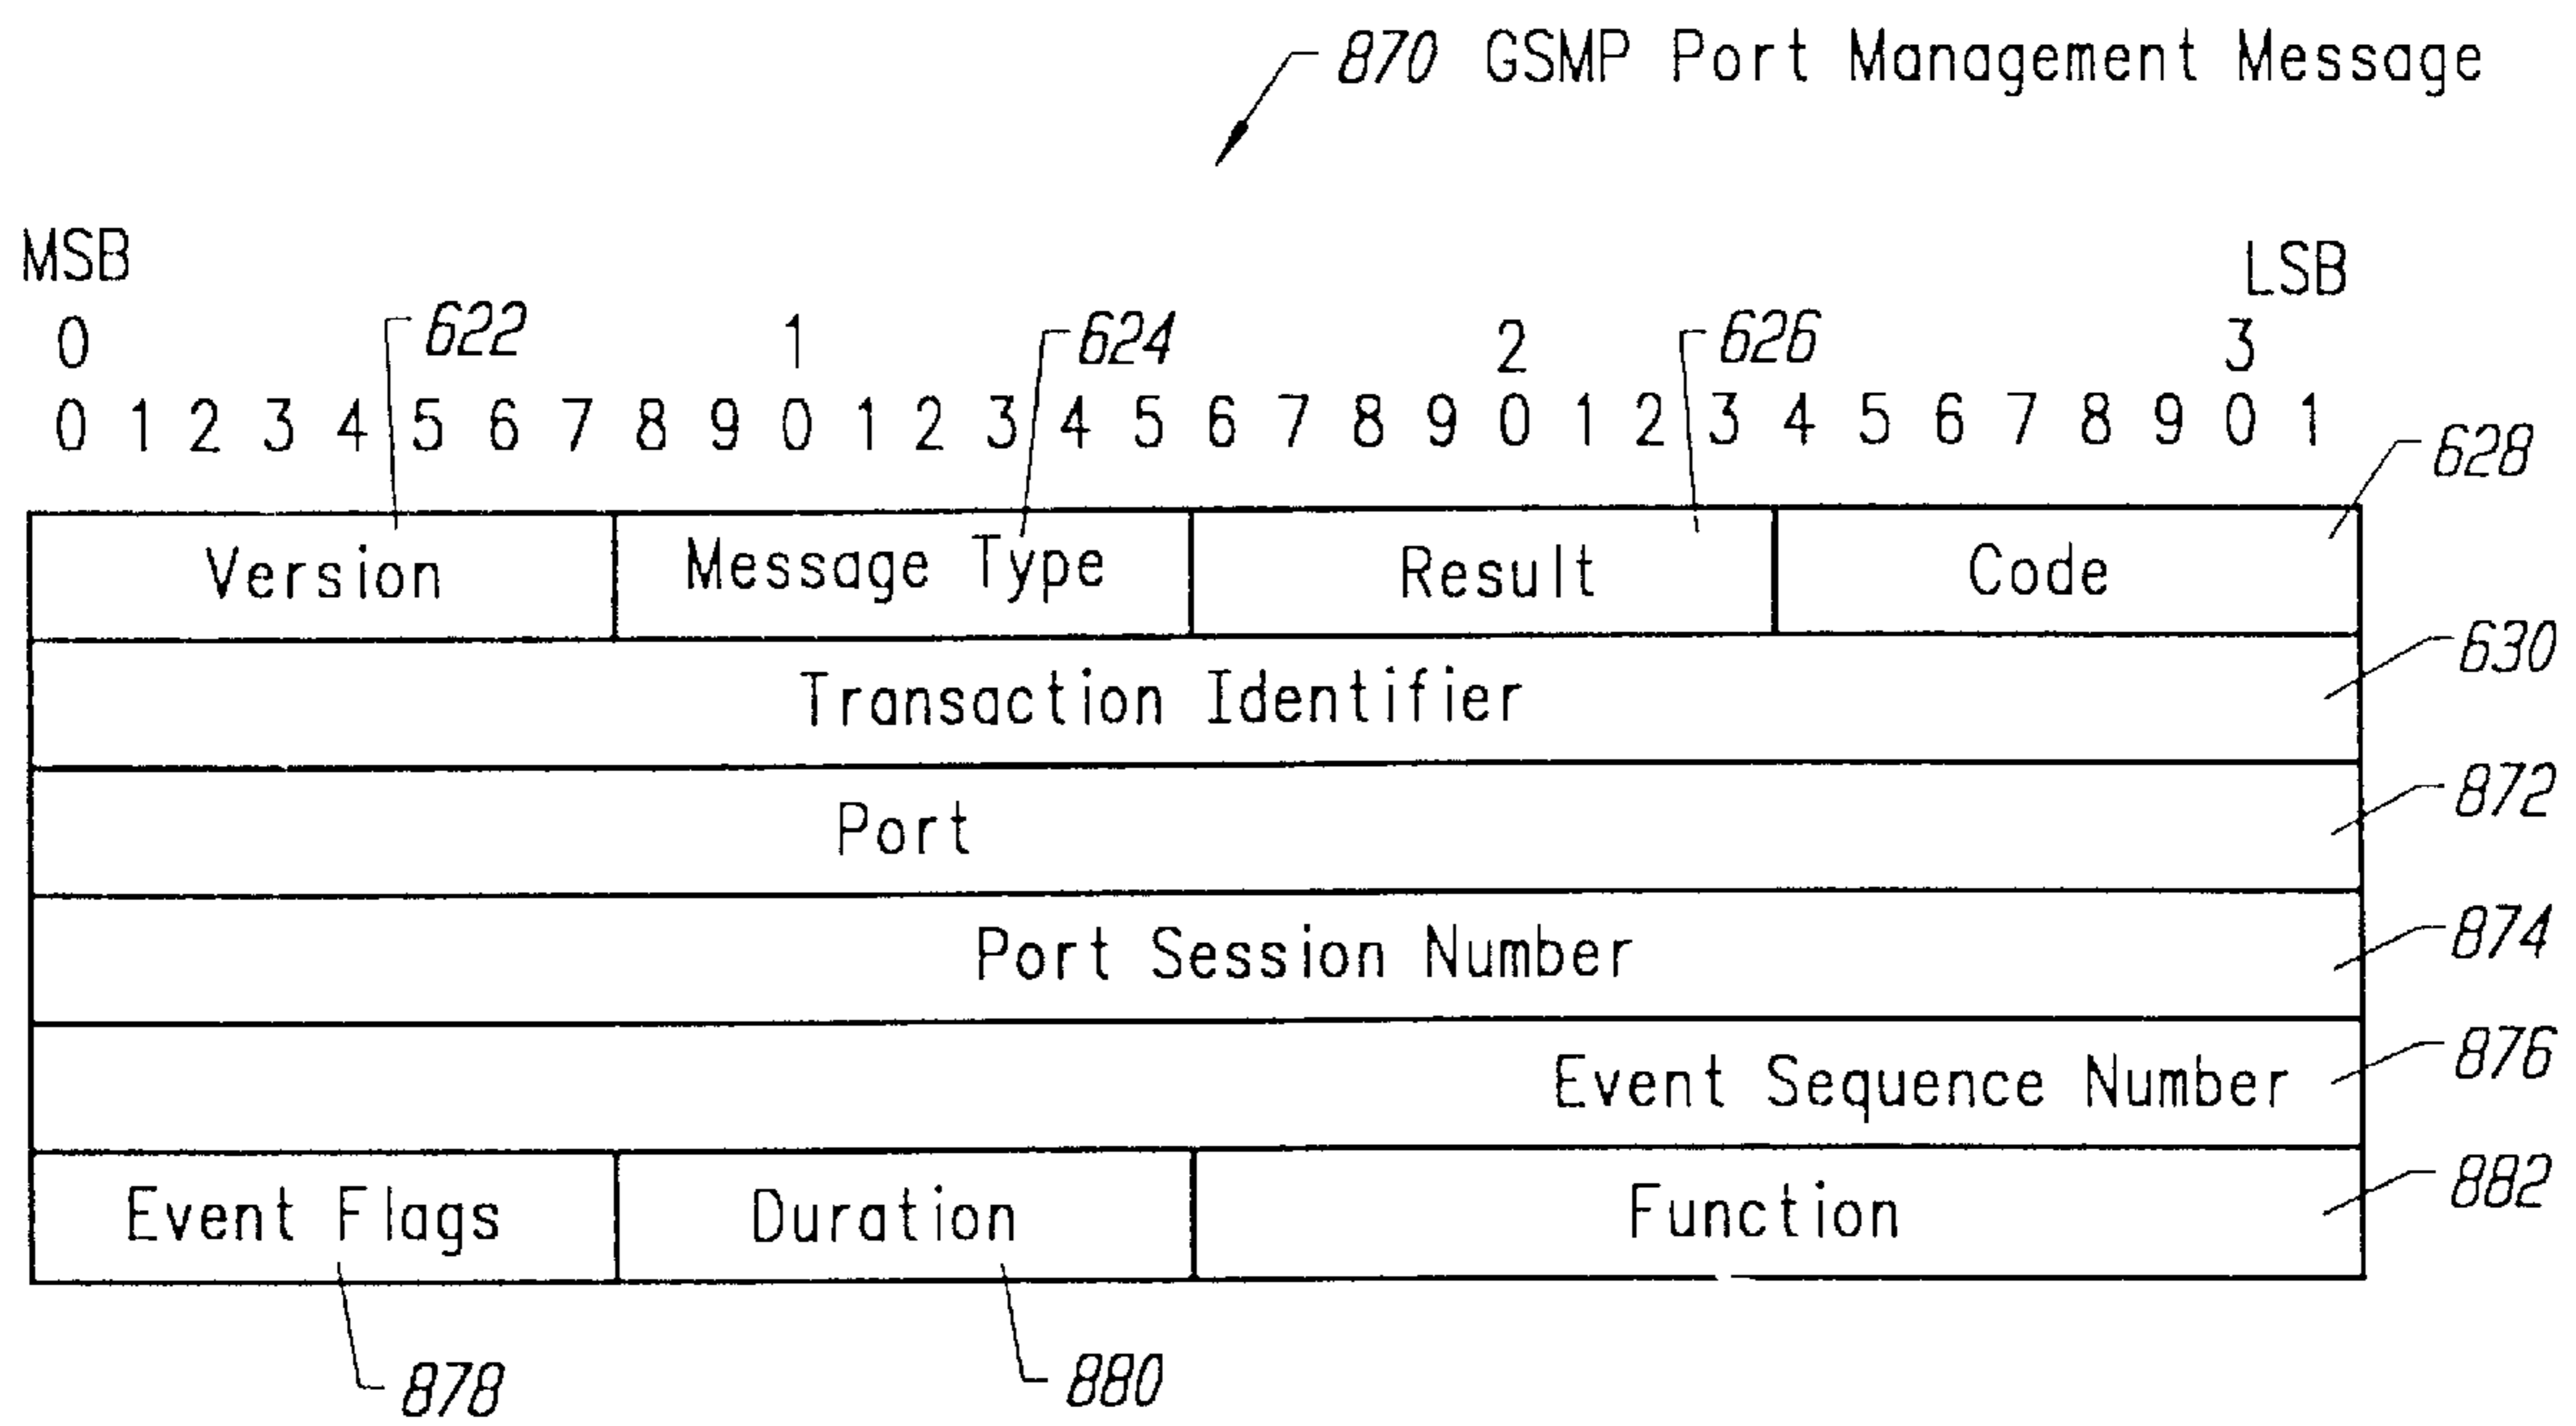 870 GSMP Port Management Message
MSB LSB
0 622 1 624 2 626 3
0 1 2 3 4 5 6 7 8 9 0 1 2 3 4 5 6 7 8 9 0 1 2 3 4 5 6 7 8 9 0 1 628
Version Message Type Result Code
630
Transaction Identifier
872
Port
874
Port Session Number
876
Event Sequence Number
882
Event Flags Duration Function
878 880